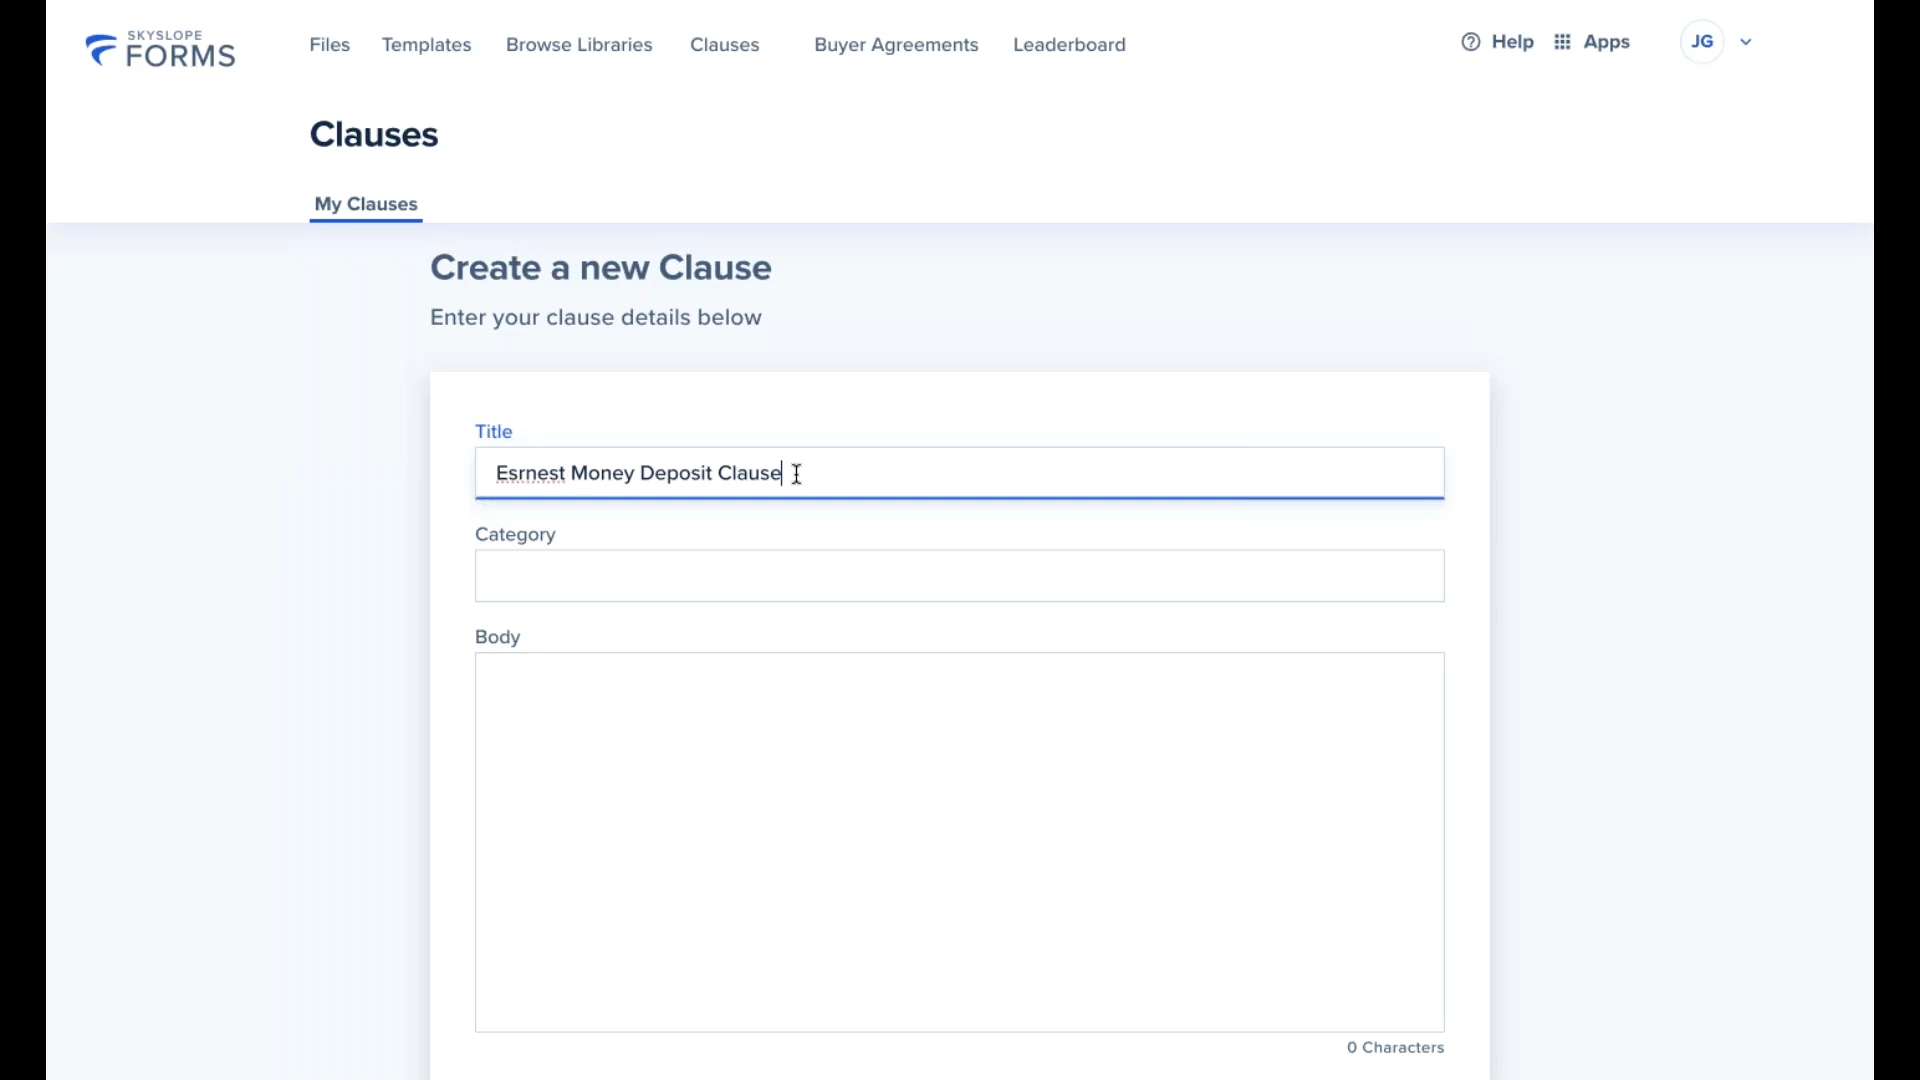 SKYSLOPE
FORMS
Files Templates Browse Libraries Clauses Buyer Agreements Leaderboard Help Apps JG
Clauses
My Clauses
Create a new Clause
Enter your clause details below
Title
Esrnest Money Deposit Clause
Category
Body
0 Characters